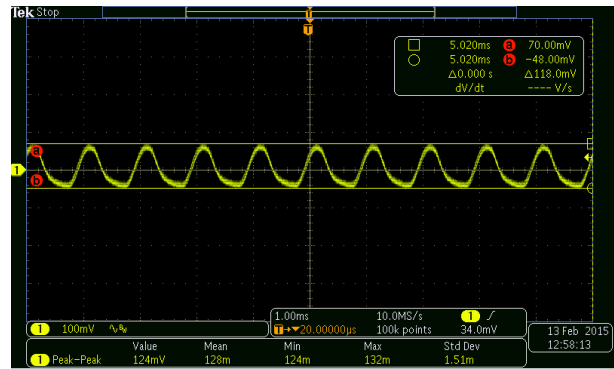 Tek Stop
T
T
5.020ms a 70.00mV
5.020ms b -48.00mV
Δ0.000 s Δ118.0mV
dV/dt ---- V/s
a
1
b
1 100mV BW
1.00ms 10.0MS/s 1
T→▼20.00000µs 100k points 34.0mV
Value Mean Min Max Std Dev
1 Peak-Peak 124mV 128m 124m 132m 1.51m
13 Feb 2015
12:58:13